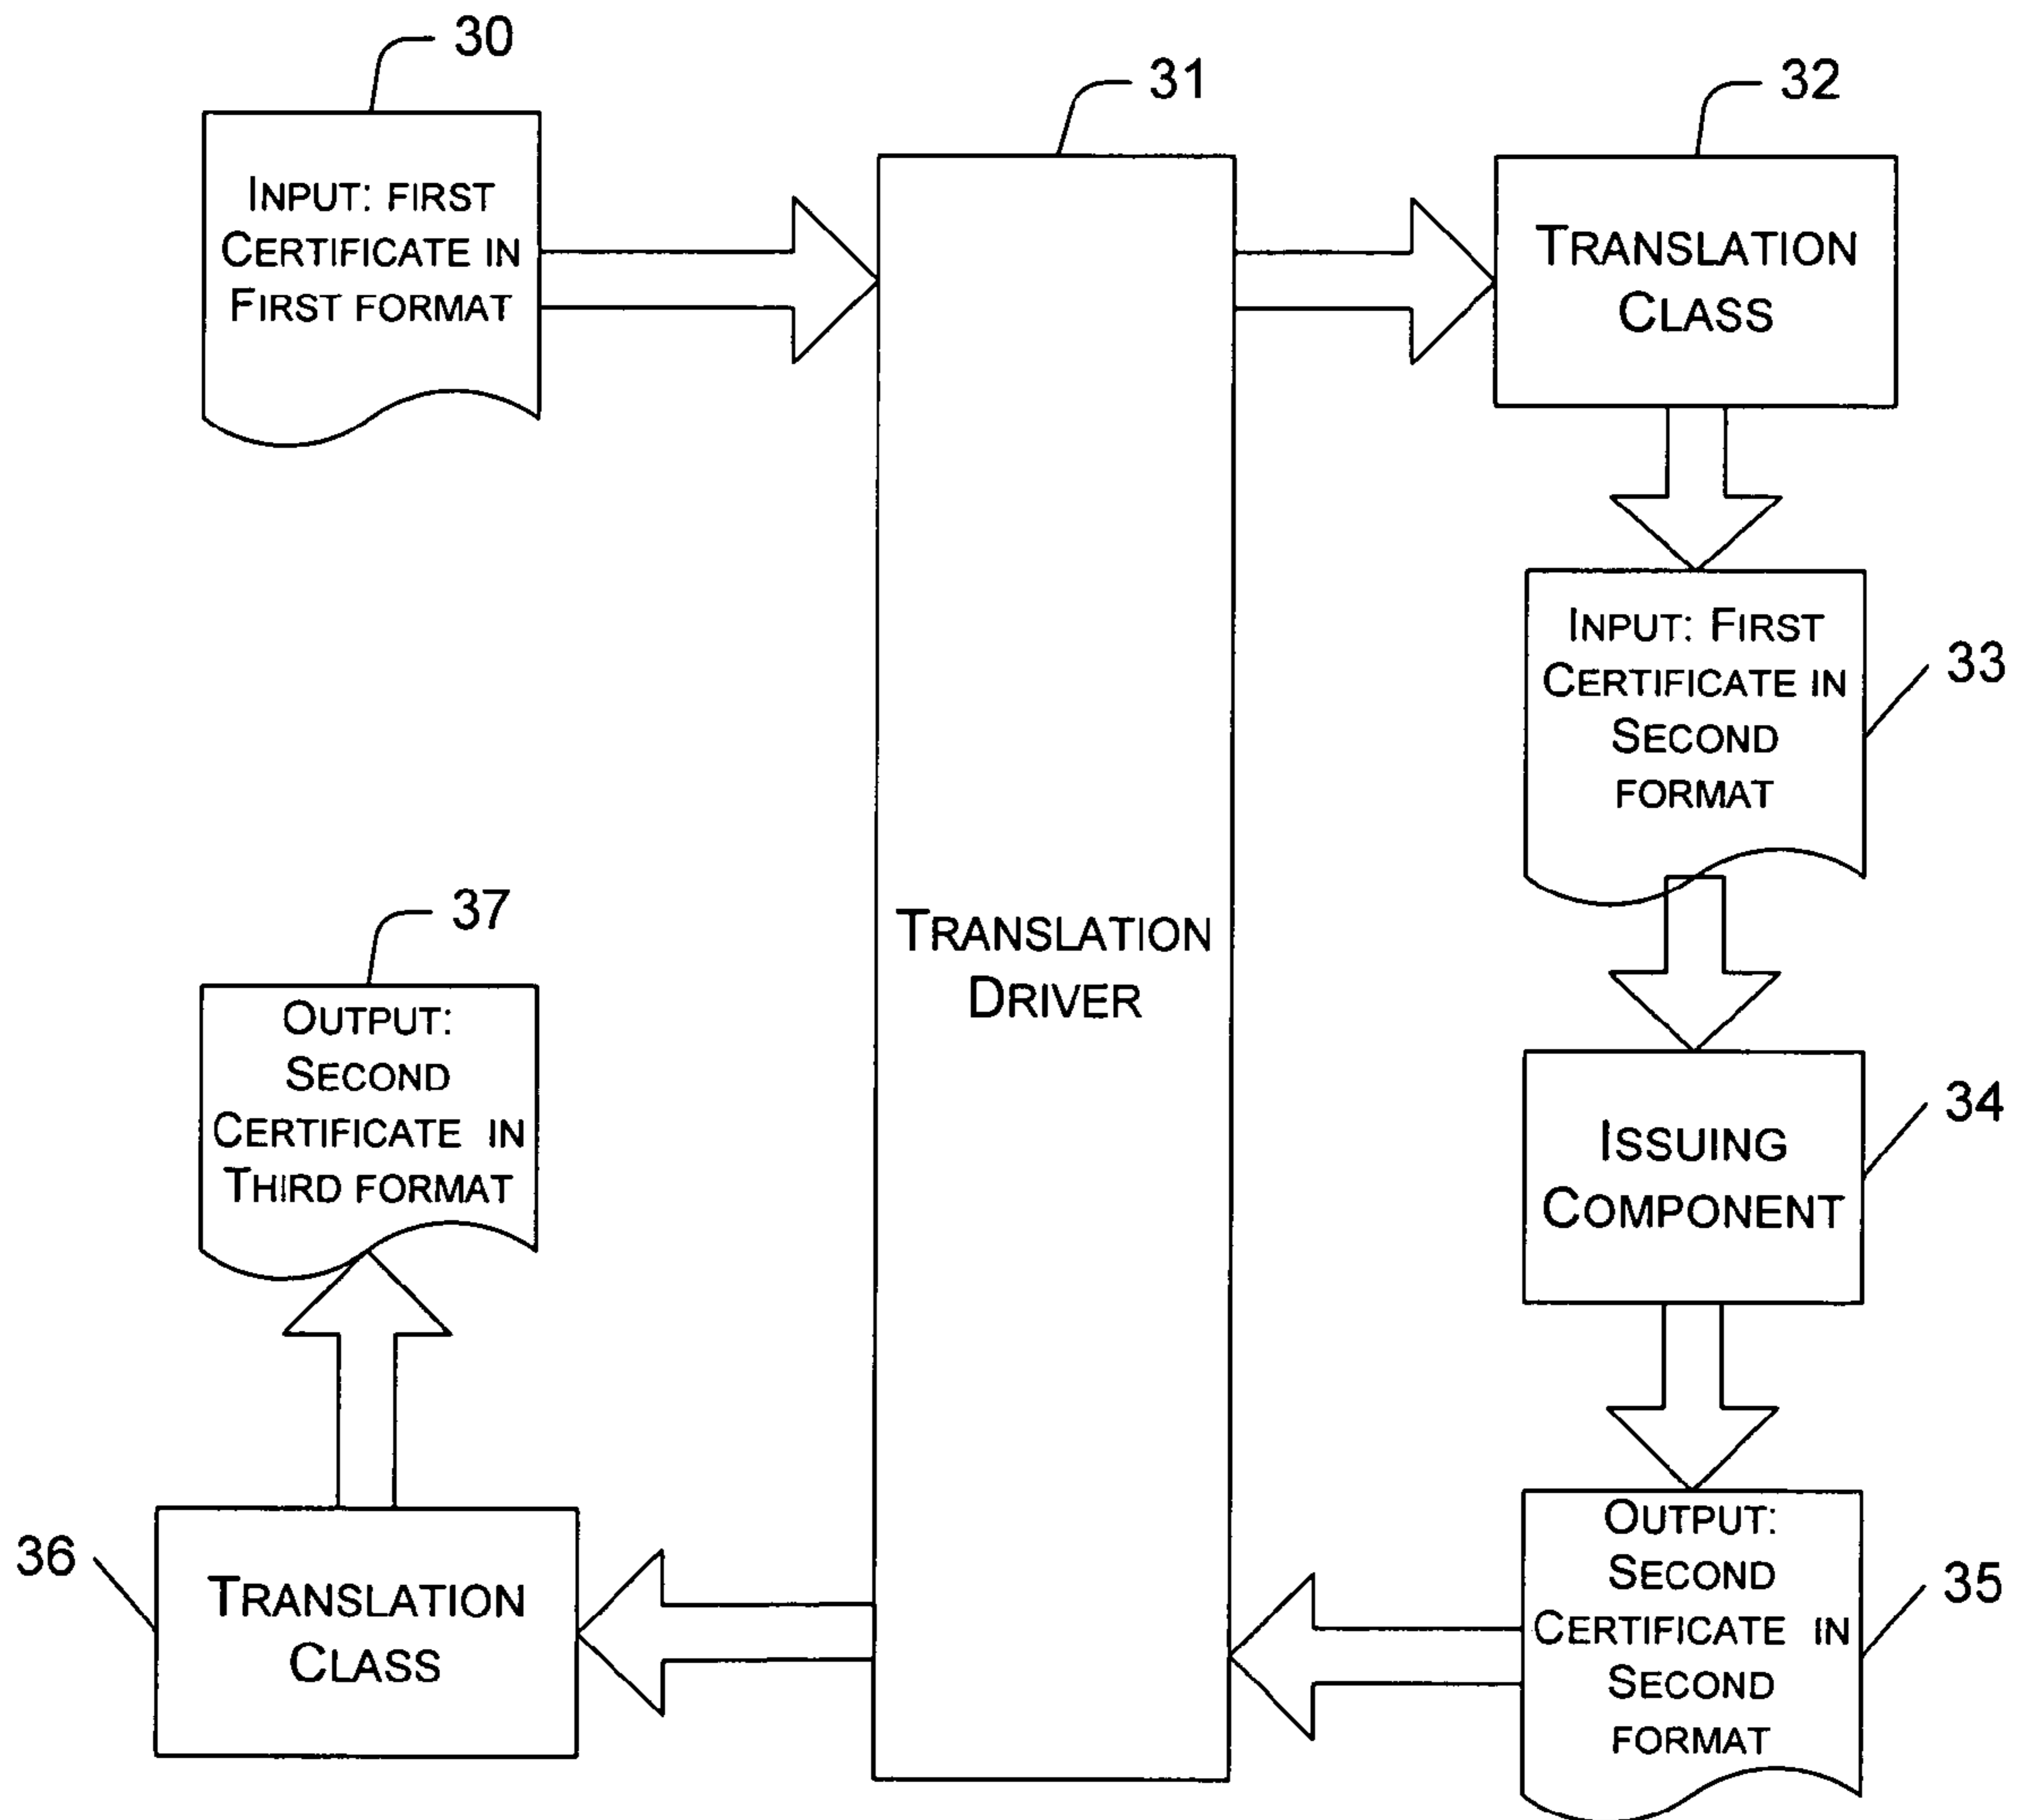 30
INPUT: FIRST
CERTIFICATE IN
FIRST FORMAT
31
TRANSLATION
DRIVER
32
TRANSLATION
CLASS
INPUT: FIRST
CERTIFICATE IN
SECOND
FORMAT
33
ISSUING
COMPONENT
34
OUTPUT:
SECOND
CERTIFICATE IN
SECOND
FORMAT
35
36
TRANSLATION
CLASS
37
OUTPUT:
SECOND
CERTIFICATE IN
THIRD FORMAT